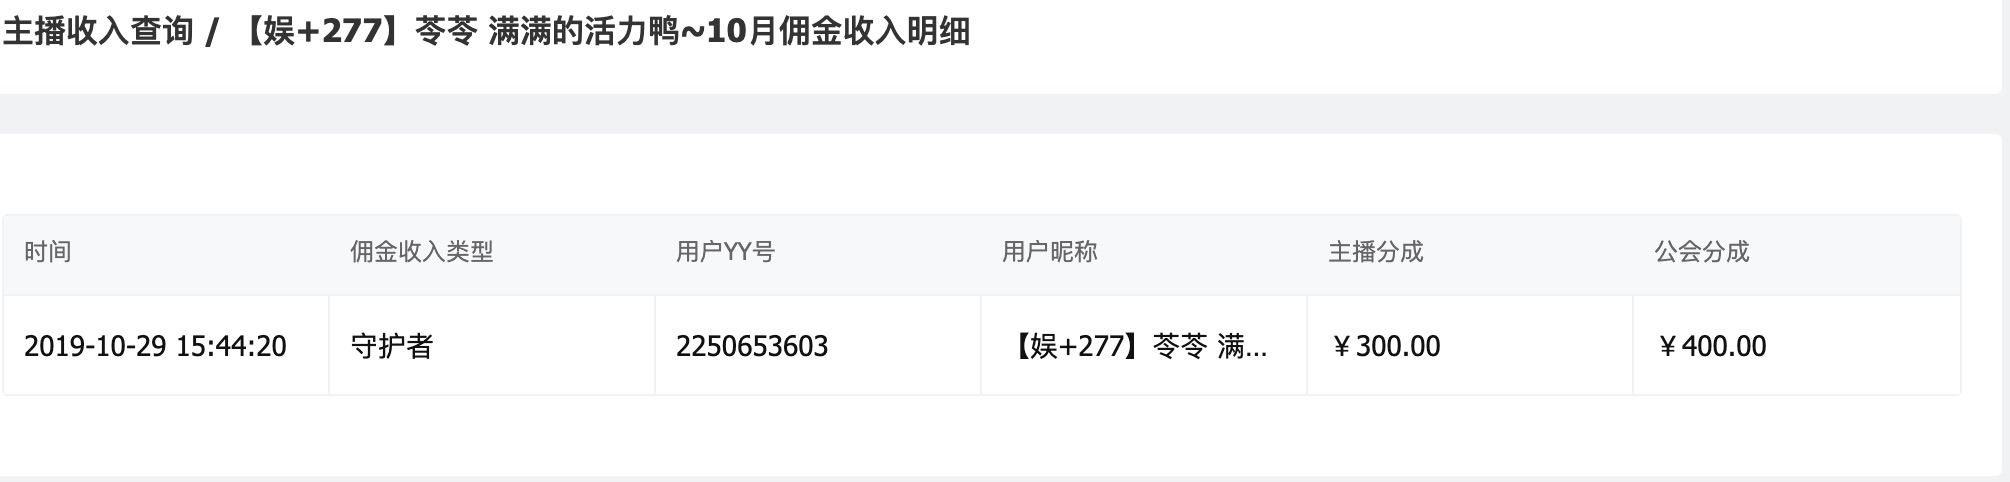 主播收入查询 / 【娱+277】苓苓 满满的活力鸭~10月佣金收入明细
时间 佣金收入类型 用户YY号 用户昵称 主播分成 公会分成
2019-10-29 15:44:20 守护者 2250653603 【娱+277】苓苓 满... ￥300.00 ￥400.00